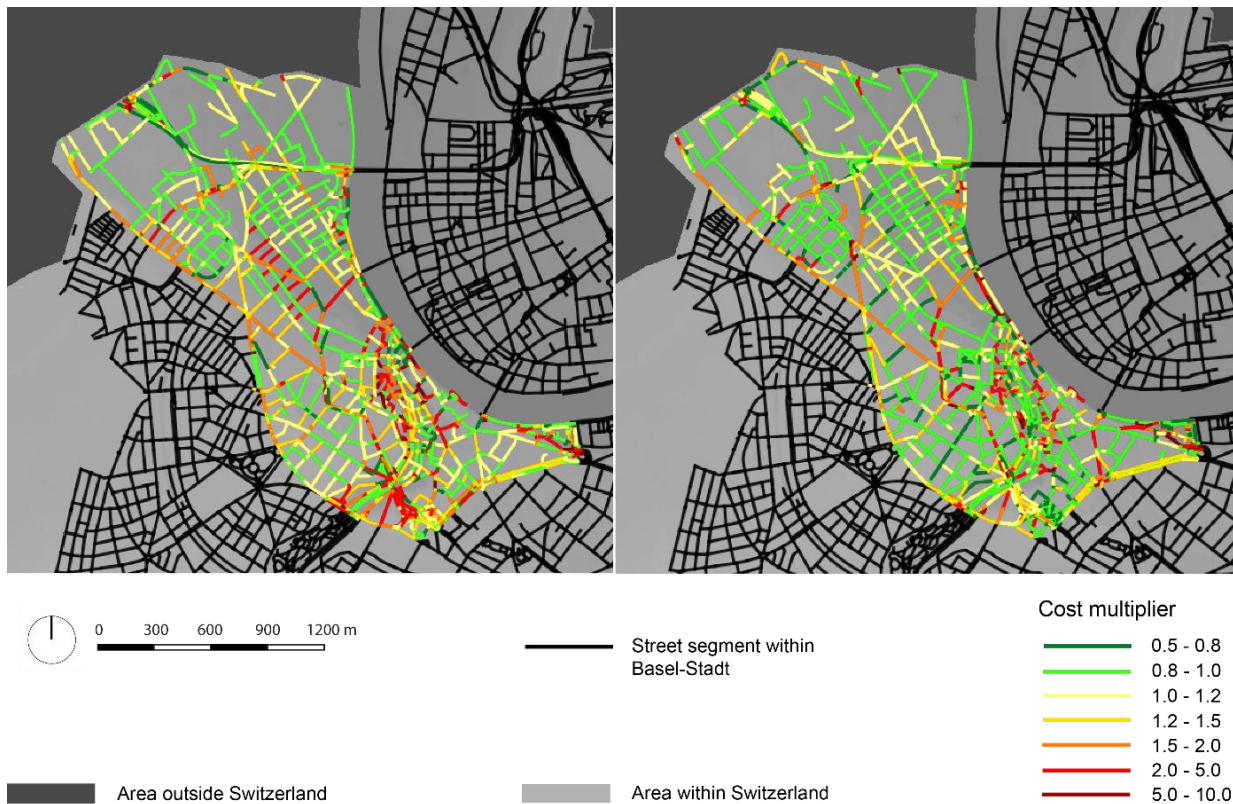 Cost multiplier
0 300 600 900 1200 m
Street segment within
Basel-Stadt
0.5 - 0.8
0.8 - 1.0
1.0 - 1.2
1.2 - 1.5
1.5 - 2.0
2.0 - 5.0
5.0 - 10.0
Area outside Switzerland
Area within Switzerland